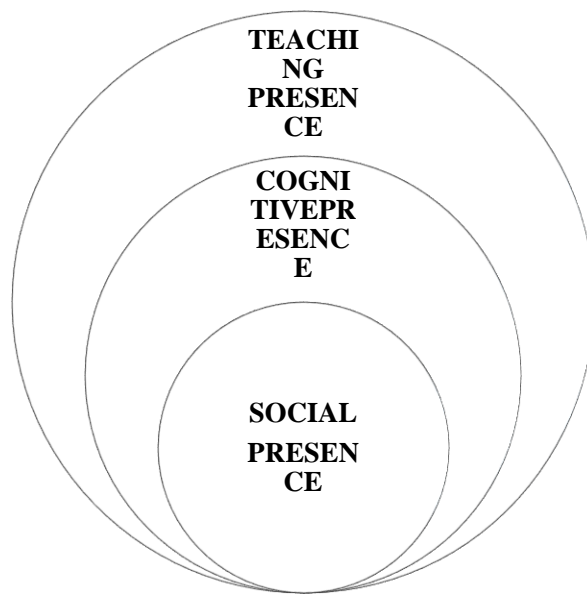 TEACHI
NG
PRESEN
CE
COGNI
TIVEPR
ESENC
E
SOCIAL
PRESEN
CE